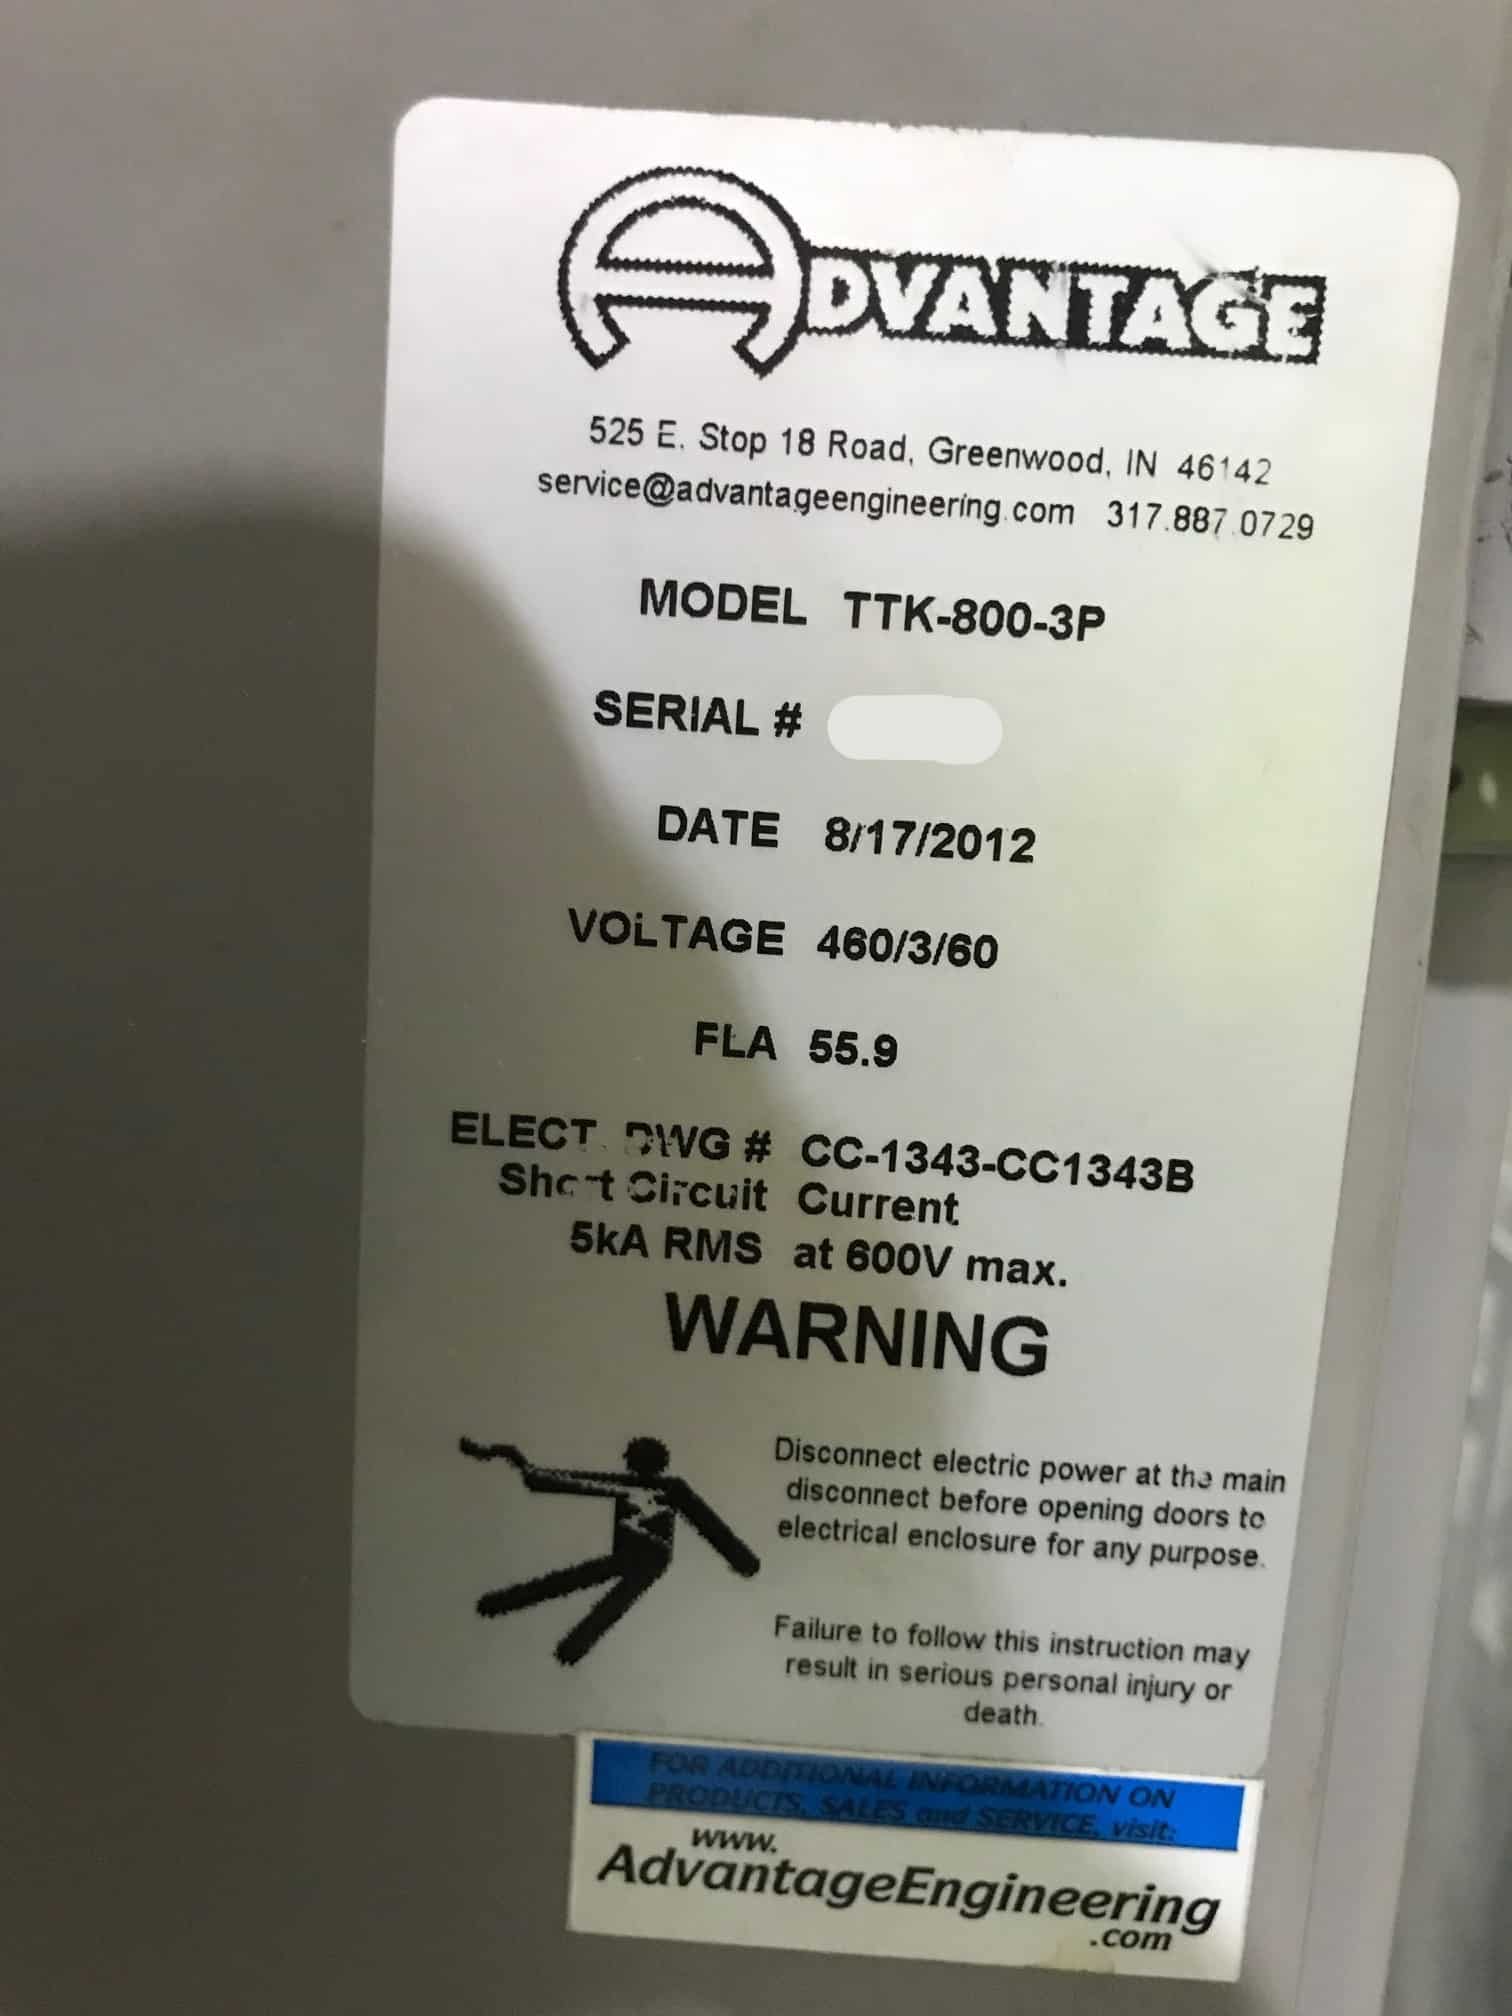 ADVANTAGE
525 E. Stop 18 Road, Greenwood, IN 46142
service@advantageengineering.com 317.887.0729
MODEL TTK-800-3P
SERIAL #
DATE 8/17/2012
VOLTAGE 460/3/60
FLA 55.9
ELECT. DWG # CC-1343-CC1343B
Short Circuit Current
5kA RMS at 600V max.
WARNING
Disconnect electric power at the main
disconnect before opening doors to
electrical enclosure for any purpose.
Failure to follow this instruction may
result in serious personal injury or
death.
FOR ADDITIONAL INFORMATION ON
PRODUCTS, SALES and SERVICE, visit:
www.
AdvantageEngineering
.com